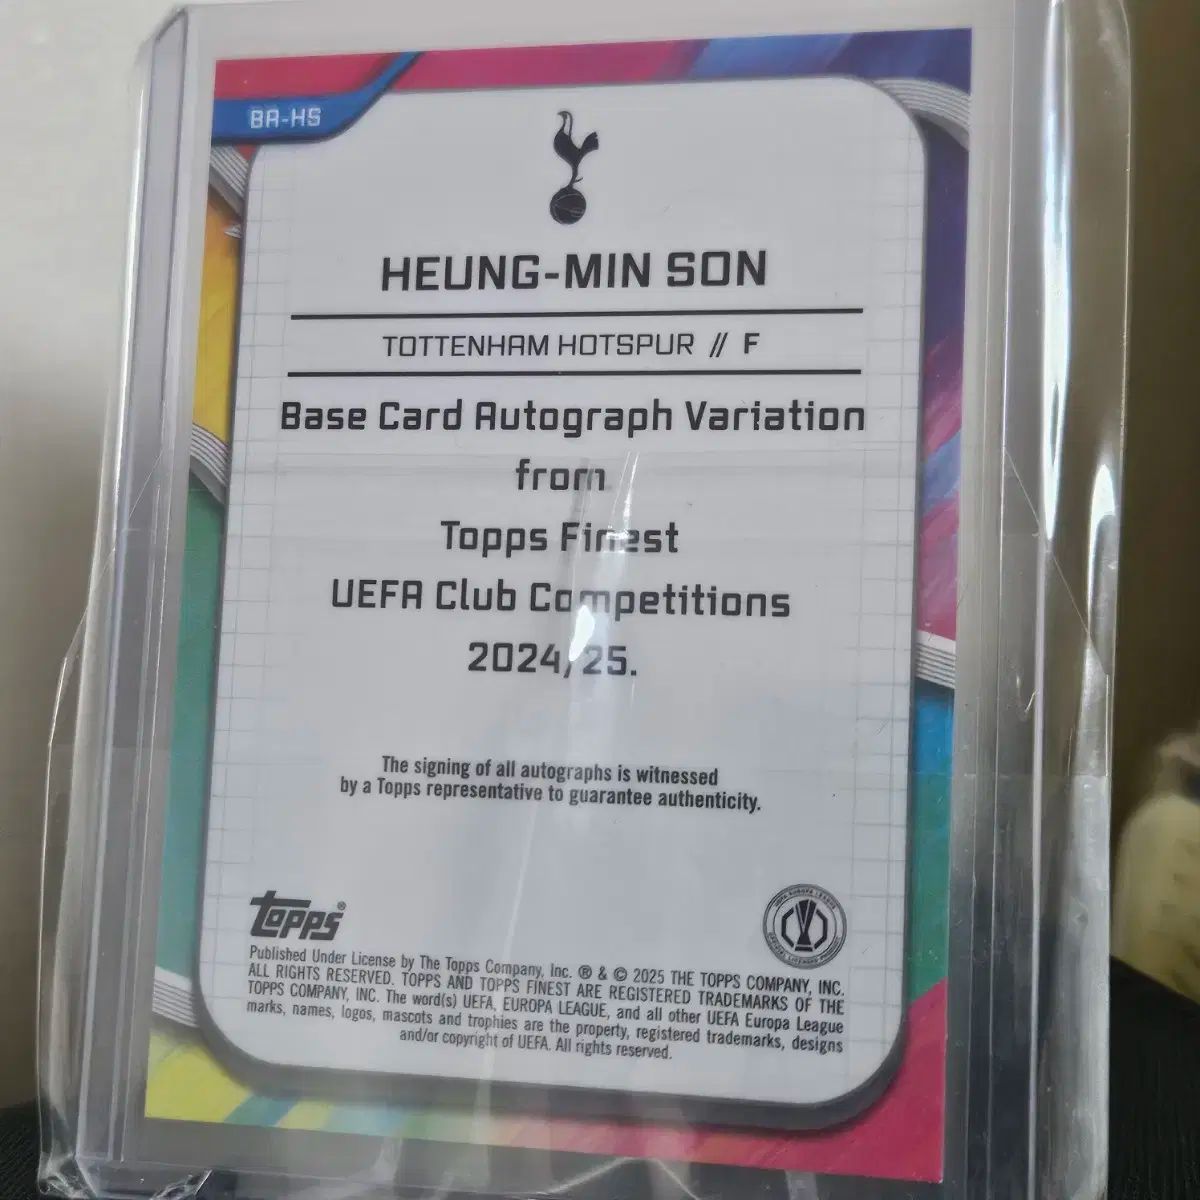 BA-HS
HEUNG-MIN SON
TOTTENHAM HOTSPUR // F
Base Card Autograph Variation
from
Topps Finest
UEFA Club Competitions
2024/25.
The signing of all autographs is witnessed
by a Topps representative to guarantee authenticity.
topps®
Published Under License by The Topps Company, Inc. ® & © 2025 THE TOPPS COMPANY, INC.
ALL RIGHTS RESERVED. TOPPS AND TOPPS FINEST ARE REGISTERED TRADEMARKS OF THE
TOPPS COMPANY, INC. The word(s) UEFA, EUROPA LEAGUE, and all other UEFA Europa League
marks, names, logos, mascots and trophies are the property, registered trademarks, designs
and/or copyright of UEFA. All rights reserved.